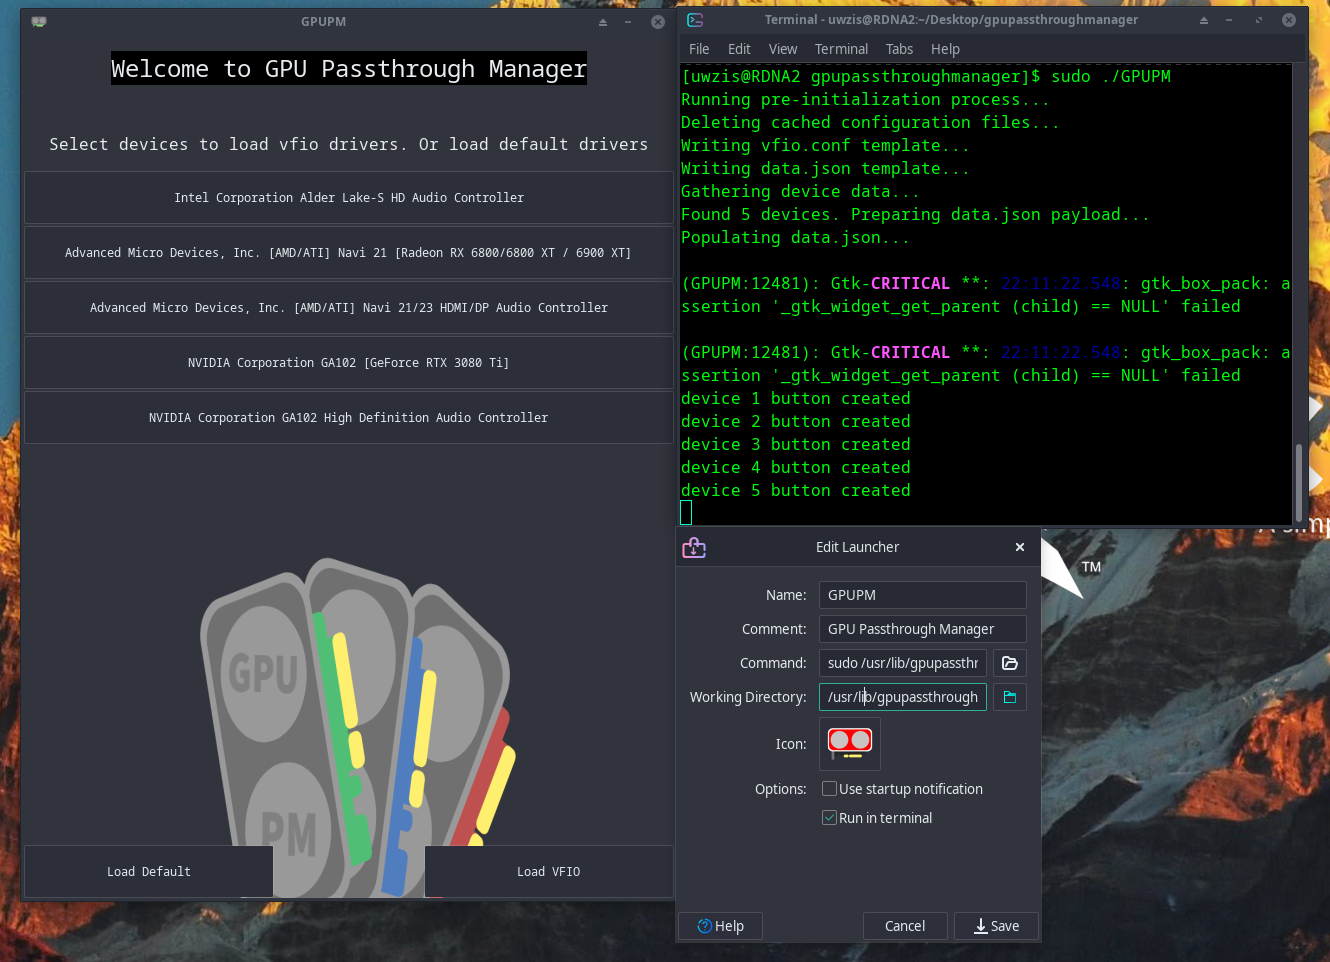 GPUPM
Welcome to GPU Passthrough Manager
Select devices to load vfio drivers. Or load default drivers
Intel Corporation Alder Lake-S HD Audio Controller
Advanced Micro Devices, Inc. [AMD/ATI] Navi 21 [Radeon RX 6800/6800 XT / 6900 XT]
Advanced Micro Devices, Inc. [AMD/ATI] Navi 21/23 HDMI/DP Audio Controller
NVIDIA Corporation GA102 [GeForce RTX 3080 Ti]
NVIDIA Corporation GA102 High Definition Audio Controller
GPU
PM
Load Default
Load VFIO
Terminal - uwzis@RDNA2:~/Desktop/gpupassthroughmanager
File Edit View Terminal Tabs Help
[uwzis@RDNA2 gpupassthroughmanager]$ sudo ./GPUPM
Running pre-initialization process...
Deleting cached configuration files...
Writing vfio.conf template...
Writing data.json template...
Gathering device data...
Found 5 devices. Preparing data.json payload...
Populating data.json...
(GPUPM:12481): Gtk-CRITICAL **: 22:11:22.548: gtk_box_pack: a
ssertion '_gtk_widget_get_parent (child) == NULL' failed
(GPUPM:12481): Gtk-CRITICAL **: 22:11:22.548: gtk_box_pack: a
ssertion '_gtk_widget_get_parent (child) == NULL' failed
device 1 button created
device 2 button created
device 3 button created
device 4 button created
device 5 button created
Edit Launcher
Name: GPUPM
Comment: GPU Passthrough Manager
Command: sudo /usr/lib/gpupassthr
Working Directory: /usr/lib/gpupassthrough
Icon:
Options: Use startup notification
Run in terminal
Help
Cancel
Save
TM